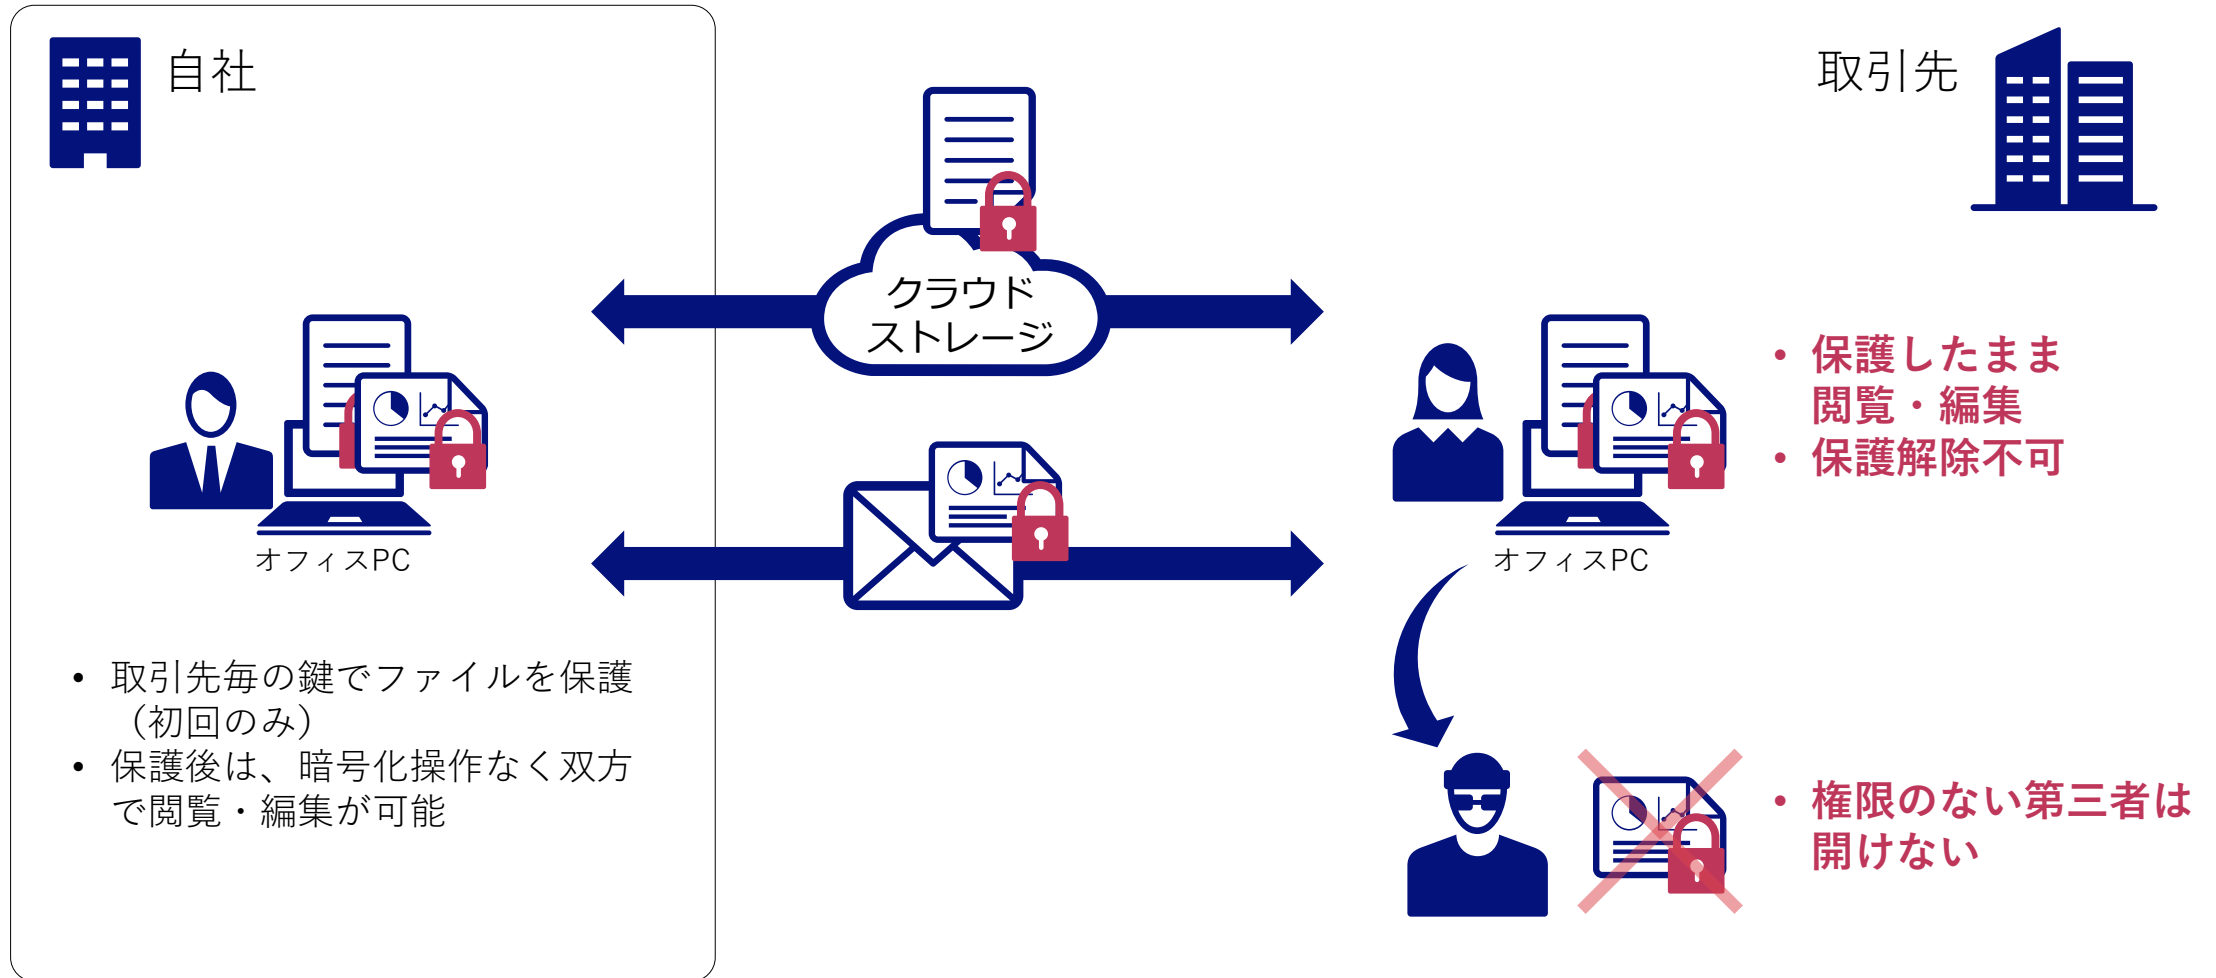 自社
取引先
クラウド
ストレージ
オフィスPC
オフィスPC
• 保護したまま
閲覧・編集
• 保護解除不可
• 取引先毎の鍵でファイルを保護
（初回のみ）
• 保護後は、暗号化操作なく双方
で閲覧・編集が可能
• 権限のない第三者は
開けない